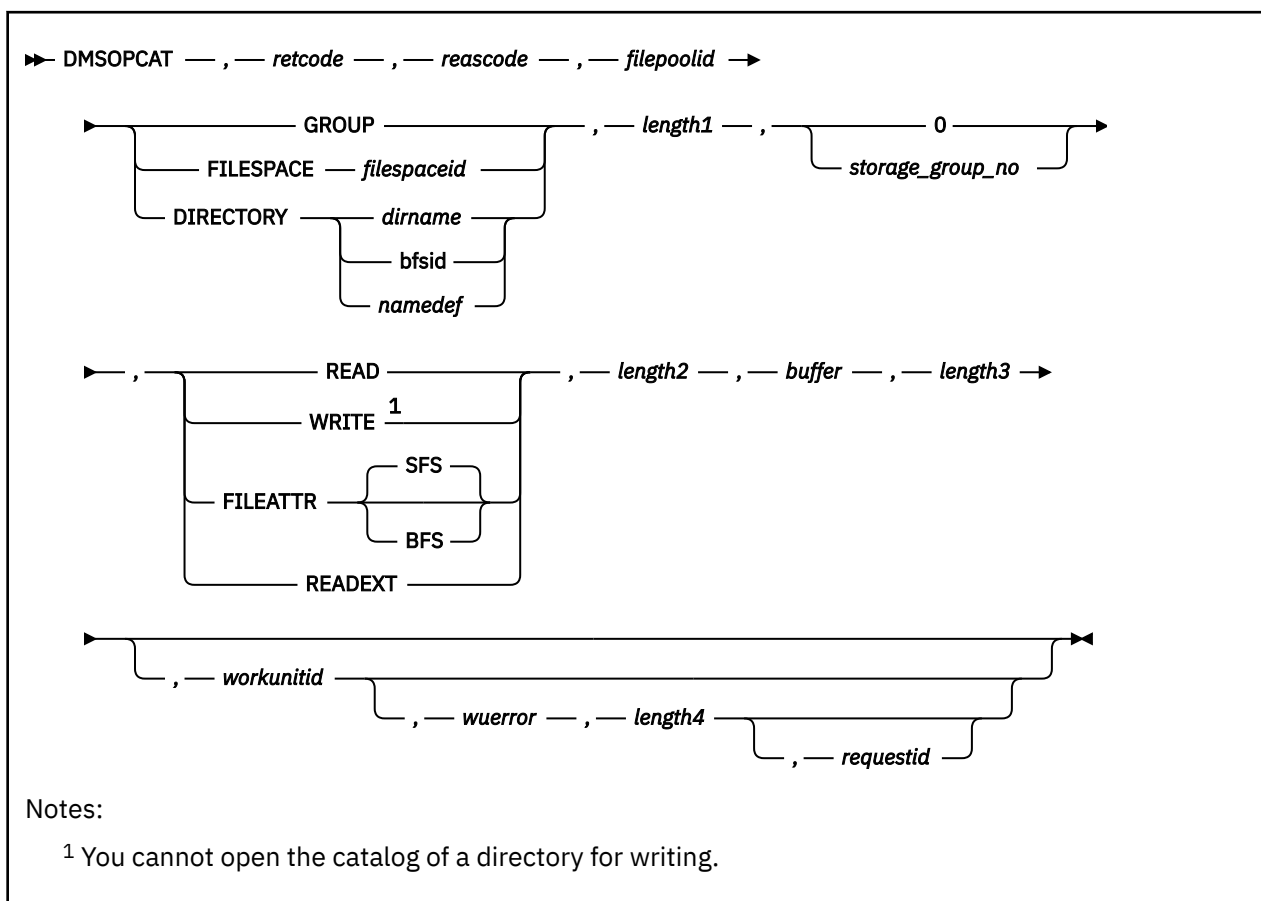 DMSOPCAT , retcode , reascode , filepoolid
GROUP , length1 , 0
FILESPACE filespaceid storage_group_no
DIRECTORY dirname
bfsid
namedef
, READ , length2 , buffer , length3
WRITE 1
SFS
FILEATTR
BFS
READEXT
, workunitid
, wuerror , length4
, requestid
Notes:
1 You cannot open the catalog of a directory for writing.